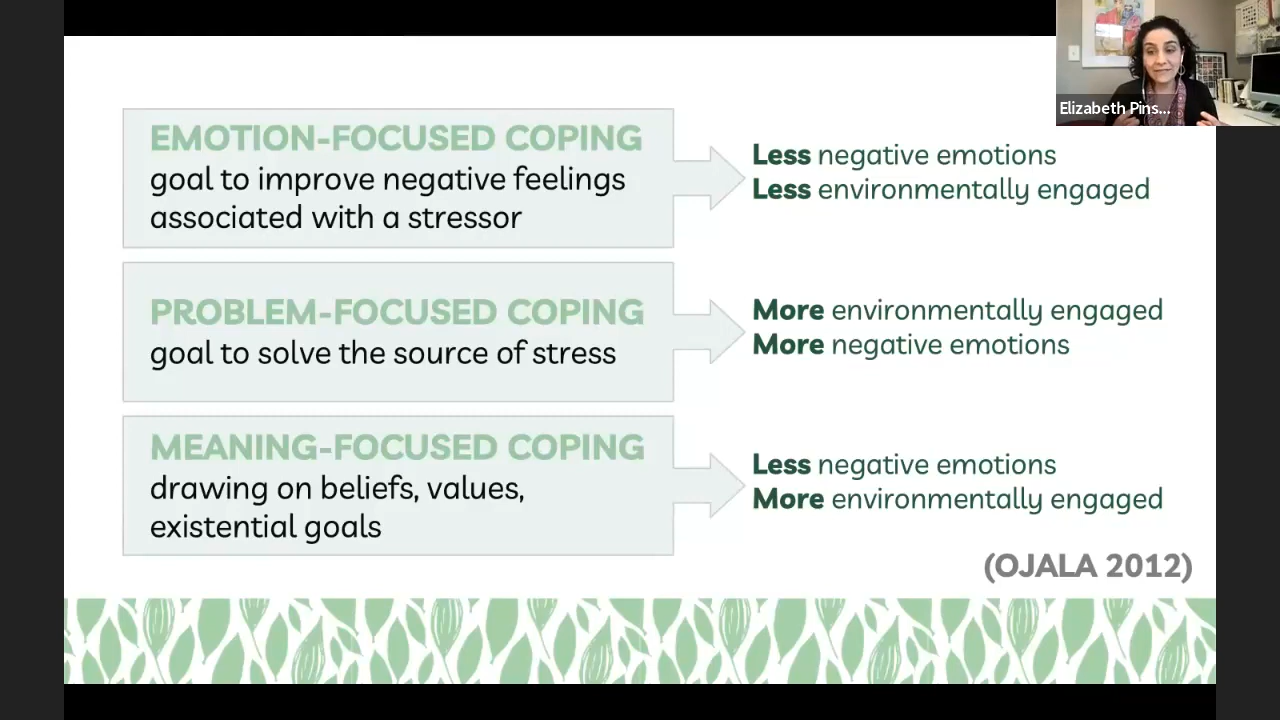 EMOTION-FOCUSED COPING
goal to improve negative feelings
associated with a stressor
Less negative emotions
Less environmentally engaged
PROBLEM-FOCUSED COPING
goal to solve the source of stress
More environmentally engaged
More negative emotions
MEANING-FOCUSED COPING
drawing on beliefs, values,
existential goals
Less negative emotions
More environmentally engaged
(OJALA 2012)
Elizabeth Pins...